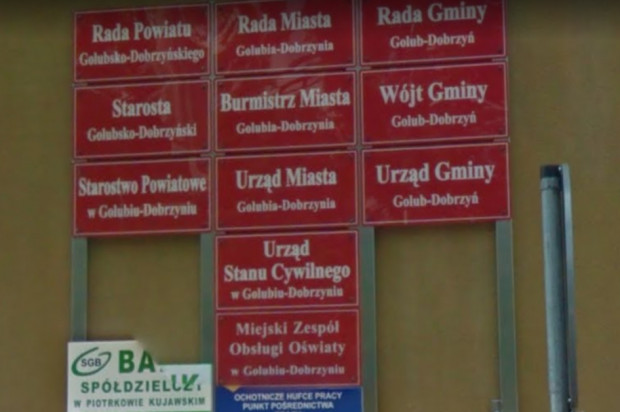 Rada Powiatu
Golubsko-Dobrzyńskiego
Starosta
Golubsko-Dobrzyński
Starostwo Powiatowe
w Golubiu-Dobrzyniu
SGB
SPÓŁDZIELCZY
W PIOTRKOWIE KUJAWSKIM
Rada Miasta
Golubia-Dobrzynia
Burmistrz Miasta
Golubia-Dobrzynia
Urząd Miasta
Golubia-Dobrzynia
Urząd
Stanu Cywilnego
w Golubiu-Dobrzyniu
Miejski Zespół
Obsługi Oświaty
w Golubiu-Dobrzyniu
OCHOTNICZE HUFCE PRACY
PUNKT POŚREDNICTWA
Rada Gminy
Golub-Dobrzyń
Wójt Gminy
Golub-Dobrzyń
Urząd Gminy
Golub-Dobrzyń